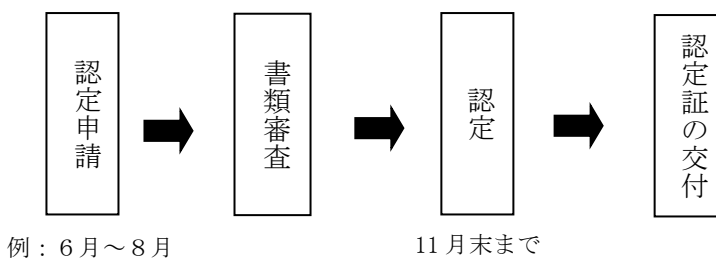 認定申請
書類審査
認定
認定証の交付
例：６月～８月
11月末まで